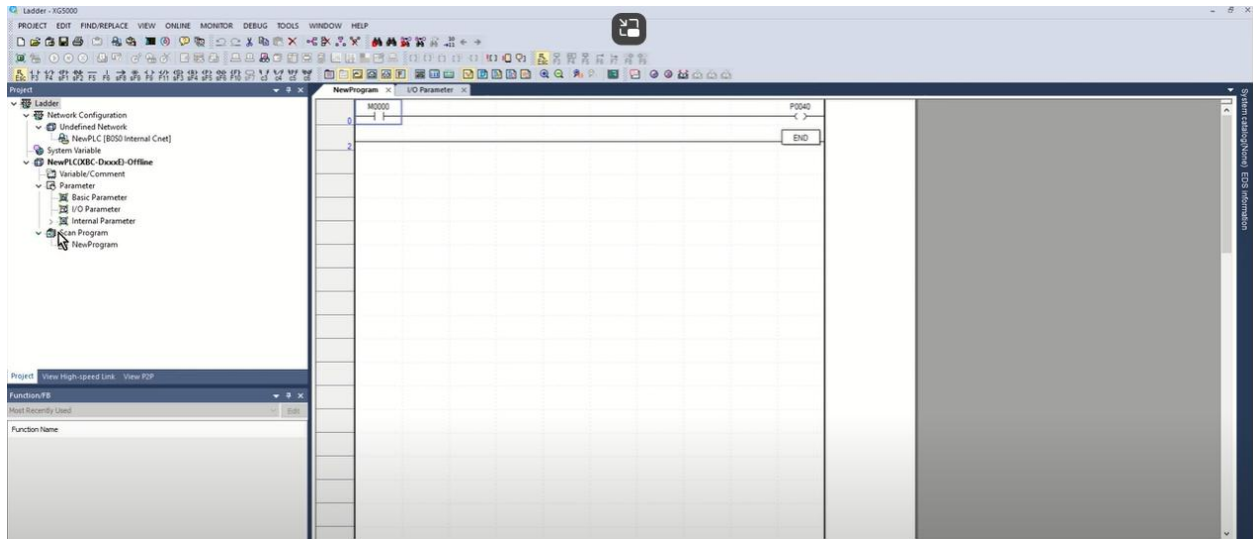 Ladder - XG5000
PROJECT EDIT FIND/REPLACE VIEW ONLINE MONITOR DEBUG TOOLS WINDOW HELP
Project
NewProgram
I/O Parameter
Ladder
Network Configuration
Undefined Network
NewPLC [B0S0 Internal Cnet]
System Variable
NewPLC(XBC-DxxxE)-Offline
Variable/Comment
Parameter
Basic Parameter
I/O Parameter
Internal Parameter
Scan Program
NewProgram
M0000
P0040
0
END
2
Project View High-speed Link View P2P
Function/FB
Most Recently Used
Edit
Function Name
System catalog(None)
EDS information